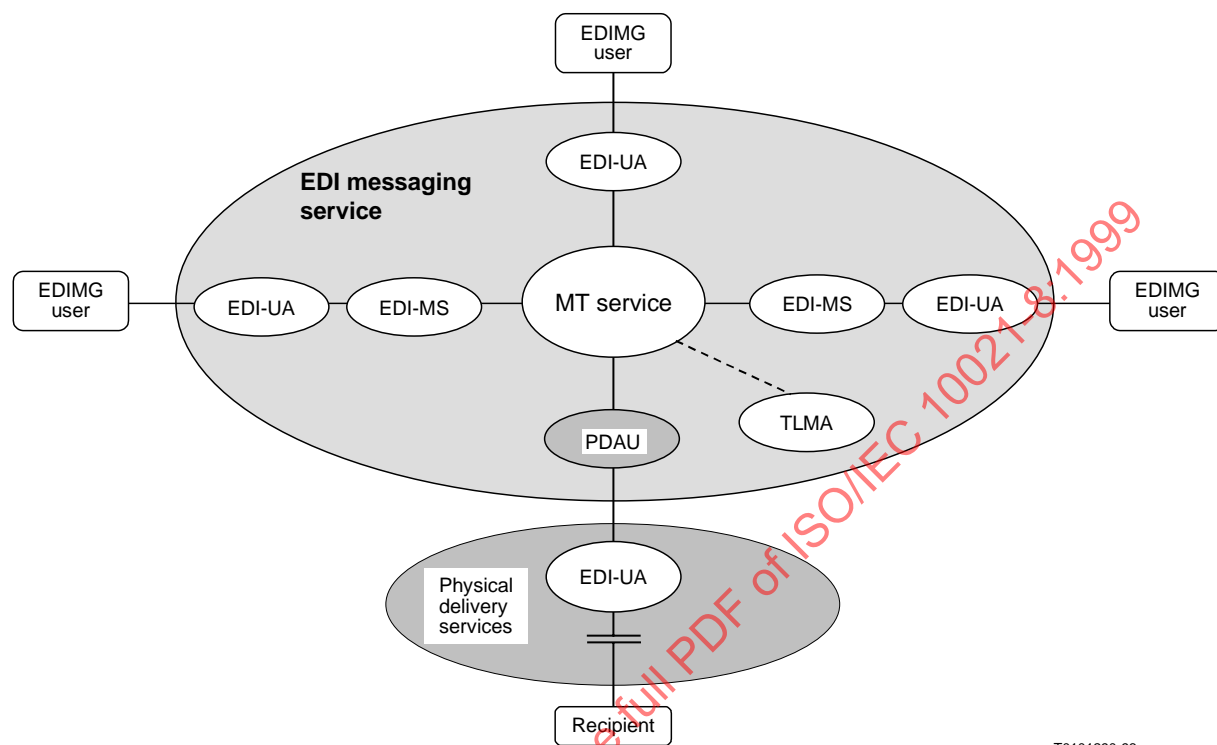 EDIMG
user
EDI-UA
EDI messaging
service
EDIMG
user
EDI-UA
EDI-MS
MT service
EDI-MS
EDI-UA
EDIMG
user
TLMA
PDAU
EDI-UA
Physical
delivery
services
Recipient
e full PDF of ISO/IEC 10021-8:1999